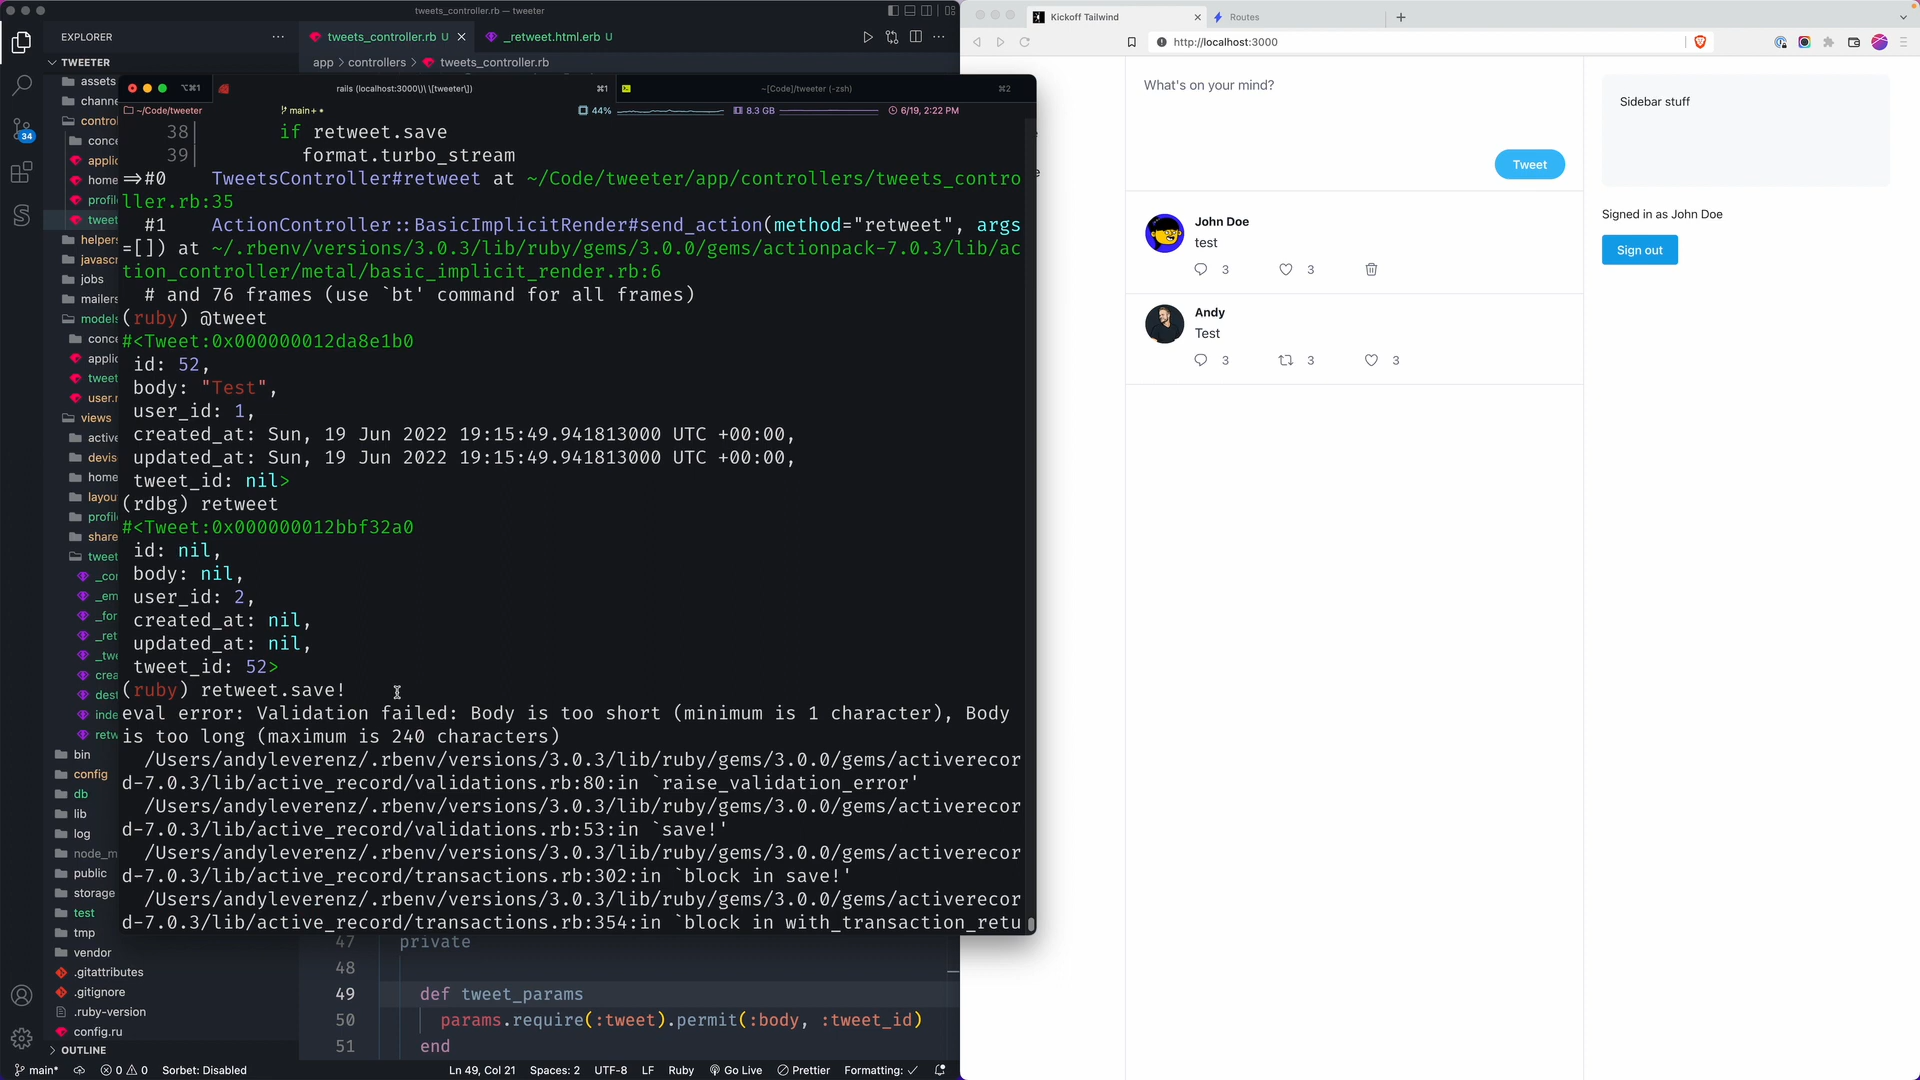 tweets_controller.rb — tweeter
EXPLORER
TWEETER
assets
chann
contro
conce
applic
home
profil
tweet
helpers
javasc
jobs
mailers
models
conce
applic
tweet
user.r
views
active
devis
home
layou
profil
share
tweet
_cor
_em
_for
_ret
_tw
crea
dest
inde
retw
bin
config
db
lib
log
node_m
public
storage
test
tmp
vendor
.gitattributes
.gitignore
.ruby-version
config.ru
OUTLINE
34
tweets_controller.rb U
_retweet.html.erb U
app > controllers > tweets_controller.rb
⌥⌘1
rails (localhost:3000)\ \[tweeter\])
⌘1
~[Code]/tweeter (-zsh)
⌘2
~/Code/tweeter
main+ *
44%
8.3 GB
6/19, 2:22 PM
38| if retweet.save
39| format.turbo_stream
=>#0 TweetsController#retweet at ~/Code/tweeter/app/controllers/tweets_contro
ller.rb:35
#1 ActionController::BasicImplicitRender#send_action(method="retweet", args
=[]) at ~/.rbenv/versions/3.0.3/lib/ruby/gems/3.0.0/gems/actionpack-7.0.3/lib/ac
tion_controller/metal/basic_implicit_render.rb:6
# and 76 frames (use `bt' command for all frames)
(ruby) @tweet
#<Tweet:0x000000012da8e1b0
id: 52,
body: "Test",
user_id: 1,
created_at: Sun, 19 Jun 2022 19:15:49.941813000 UTC +00:00,
updated_at: Sun, 19 Jun 2022 19:15:49.941813000 UTC +00:00,
tweet_id: nil>
(rdbg) retweet
#<Tweet:0x000000012bbf32a0
id: nil,
body: nil,
user_id: 2,
created_at: nil,
updated_at: nil,
tweet_id: 52>
(ruby) retweet.save!
eval error: Validation failed: Body is too short (minimum is 1 character), Body
is too long (maximum is 240 characters)
/Users/andyleverenz/.rbenv/versions/3.0.3/lib/ruby/gems/3.0.0/gems/activerecor
d-7.0.3/lib/active_record/validations.rb:80:in `raise_validation_error'
/Users/andyleverenz/.rbenv/versions/3.0.3/lib/ruby/gems/3.0.0/gems/activerecor
d-7.0.3/lib/active_record/validations.rb:53:in `save!'
/Users/andyleverenz/.rbenv/versions/3.0.3/lib/ruby/gems/3.0.0/gems/activerecor
d-7.0.3/lib/active_record/transactions.rb:302:in `block in save!'
/Users/andyleverenz/.rbenv/versions/3.0.3/lib/ruby/gems/3.0.0/gems/activerecor
d-7.0.3/lib/active_record/transactions.rb:354:in `block in with_transaction_retu
47 private
48
49 def tweet_params
50 params.require(:tweet).permit(:body, :tweet_id)
51 end
main*
0 0
Sorbet: Disabled
Ln 49, Col 21
Spaces: 2
UTF-8
LF
Ruby
Go Live
Prettier
Formatting: ✓
Kickoff Tailwind
Routes
http://localhost:3000
What's on your mind?
Tweet
John Doe
test
3 3
Andy
Test
3 3 3
Sidebar stuff
Signed in as John Doe
Sign out